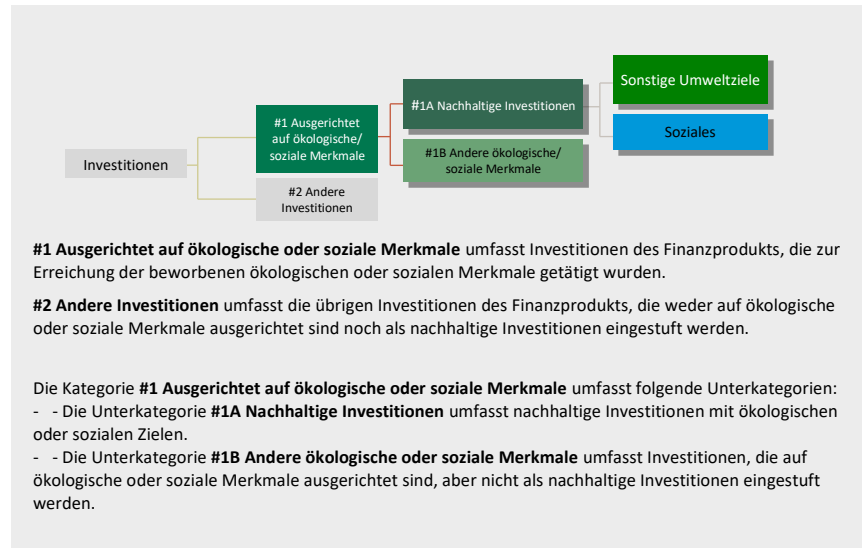 Sonstige Umweltziele
#1A Nachhaltige Investitionen
#1 Ausgerichtet
auf ökologische/
soziale Merkmale
Soziales
#1B Andere ökologische/
soziale Merkmale
Investitionen
#2 Andere
Investitionen
#1 Ausgerichtet auf ökologische oder soziale Merkmale umfasst Investitionen des Finanzprodukts, die zur
Erreichung der beworbenen ökologischen oder sozialen Merkmale getätigt wurden.
#2 Andere Investitionen umfasst die übrigen Investitionen des Finanzprodukts, die weder auf ökologische
oder soziale Merkmale ausgerichtet sind noch als nachhaltige Investitionen eingestuft werden.
Die Kategorie #1 Ausgerichtet auf ökologische oder soziale Merkmale umfasst folgende Unterkategorien:
- - Die Unterkategorie #1A Nachhaltige Investitionen umfasst nachhaltige Investitionen mit ökologischen
oder sozialen Zielen.
- - Die Unterkategorie #1B Andere ökologische oder soziale Merkmale umfasst Investitionen, die auf
ökologische oder soziale Merkmale ausgerichtet sind, aber nicht als nachhaltige Investitionen eingestuft
werden.